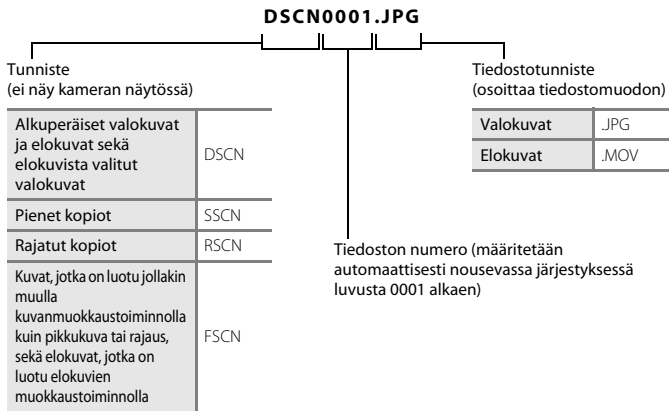 DSCN0001.JPG
Tunniste
(ei näy kameran näytössä)
Alkuperäiset valokuvat
ja elokuvat sekä
elokuvista valitut
valokuvat
DSCN
Pienet kopiot
SSCN
Rajatut kopiot
RSCN
Kuvat, jotka on luotu jollakin
muulla
kuvanmuokkaustoiminnolla
kuin pikkukuva tai rajaus,
sekä elokuvat, jotka on
luotu elokuvien
muokkaustoiminnolla
FSCN
Tiedoston numero (määritetään
automaattisesti nousevassa järjestyksessä
luvusta 0001 alkaen)
Tiedostotunniste
(osoittaa tiedostomuodon)
Valokuvat
.JPG
Elokuvat
.MOV